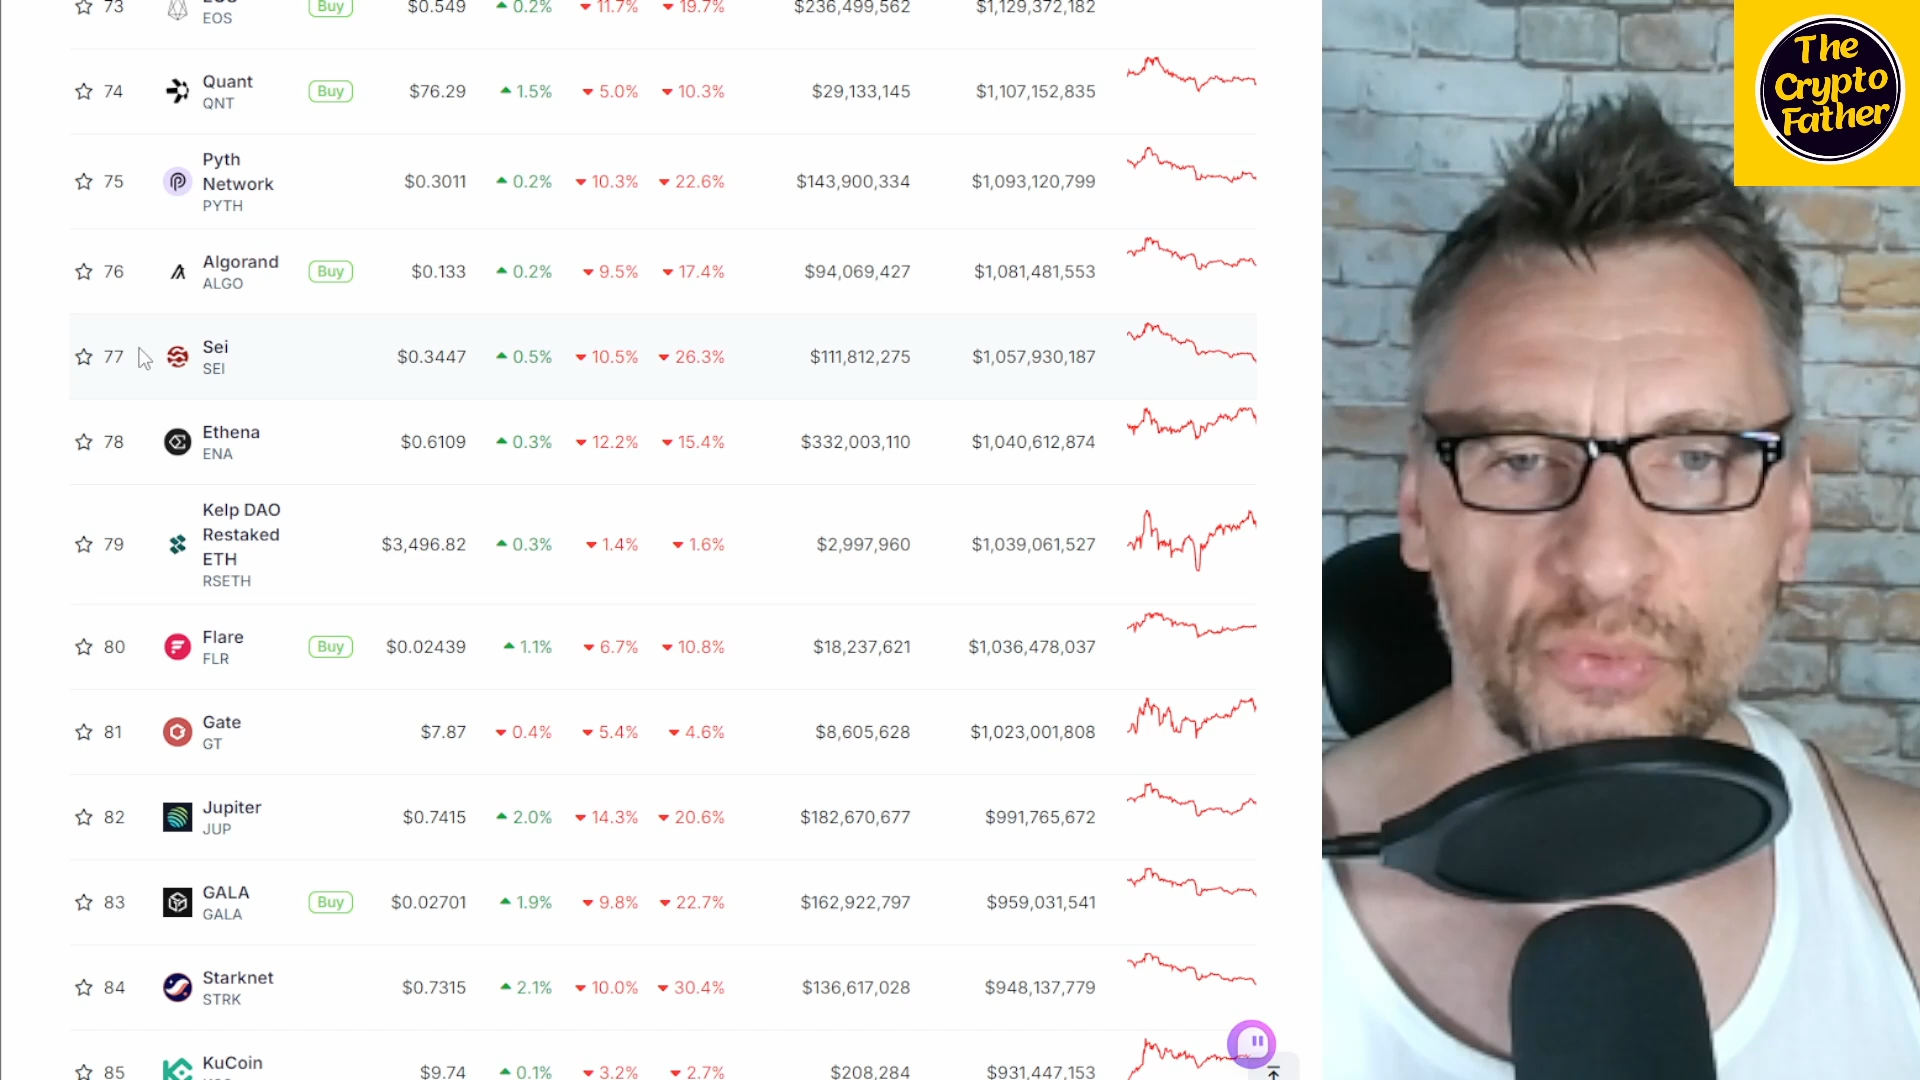 73 EOS Buy $0.549 0.2% 11.7% 19.7% $236,499,562 $1,129,372,182
EOS
74 Quant Buy $76.29 1.5% 5.0% 10.3% $29,133,145 $1,107,152,835
QNT
75 Pyth Network $0.3011 0.2% 10.3% 22.6% $143,900,334 $1,093,120,799
PYTH
76 Algorand Buy $0.133 0.2% 9.5% 17.4% $94,069,427 $1,081,481,553
ALGO
77 Sei $0.3447 0.5% 10.5% 26.3% $111,812,275 $1,057,930,187
SEI
78 Ethena $0.6109 0.3% 12.2% 15.4% $332,003,110 $1,040,612,874
ENA
79 Kelp DAO Restaked ETH $3,496.82 0.3% 1.4% 1.6% $2,997,960 $1,039,061,527
RSETH
80 Flare Buy $0.02439 1.1% 6.7% 10.8% $18,237,621 $1,036,478,037
FLR
81 Gate $7.87 0.4% 5.4% 4.6% $8,605,628 $1,023,001,808
GT
82 Jupiter $0.7415 2.0% 14.3% 20.6% $182,670,677 $991,765,672
JUP
83 GALA Buy $0.02701 1.9% 9.8% 22.7% $162,922,797 $959,031,541
GALA
84 Starknet $0.7315 2.1% 10.0% 30.4% $136,617,028 $948,137,779
STRK
85 KuCoin $9.74 0.1% 3.2% 2.7% $208,284 $931,447,153
The
Crypto
Father